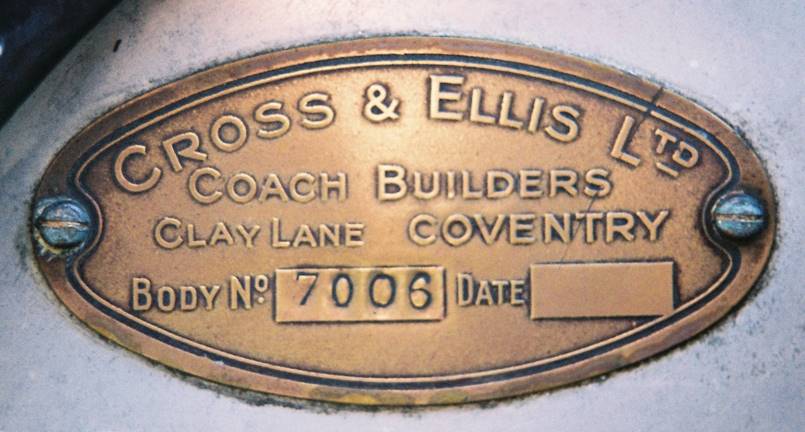 CROSS & ELLIS LTD
COACH BUILDERS
CLAY LANE COVENTRY
BODY No 7006 DATE